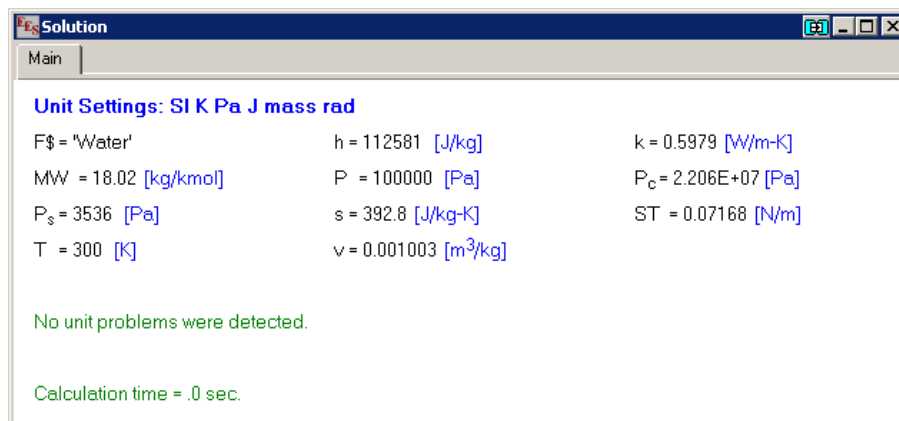 EES Solution
Main
Unit Settings: SI K Pa J mass rad
F$ = 'Water' h = 112581 [J/kg] k = 0.5979 [W/m-K]
MW = 18.02 [kg/kmol] P = 100000 [Pa] Pc = 2.206E+07 [Pa]
Ps = 3536 [Pa] s = 392.8 [J/kg-K] ST = 0.07168 [N/m]
T = 300 [K] v = 0.001003 [m³/kg]
No unit problems were detected.
Calculation time = .0 sec.